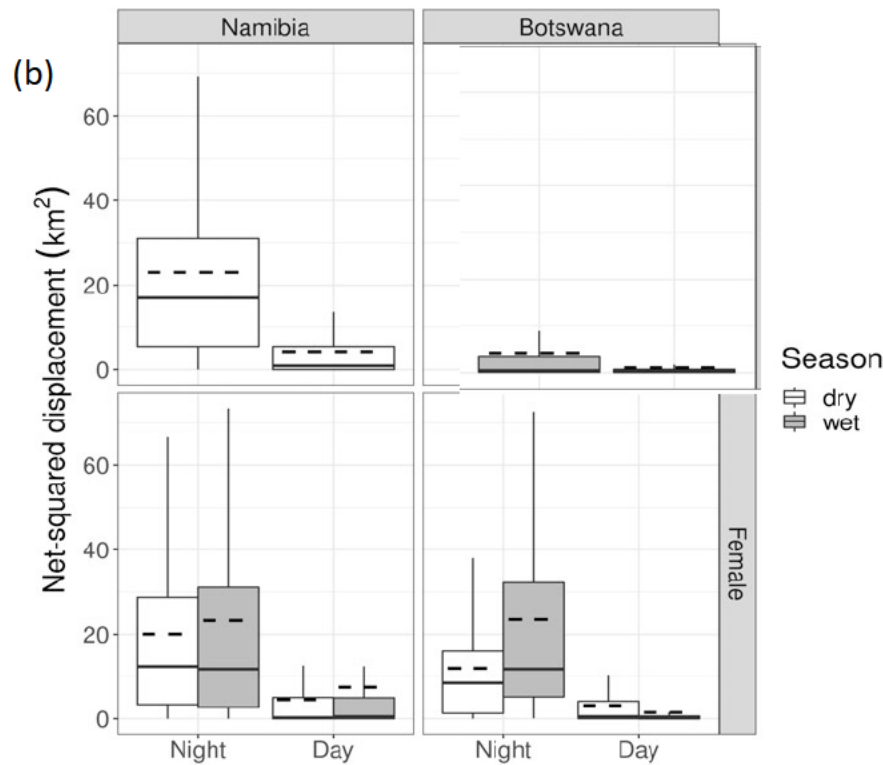 Namibia Botswana
(b)
Net-squared displacement (km²)
60
40
20
0
60
40
20
0
Female
Night Day Night Day
Season
dry
wet